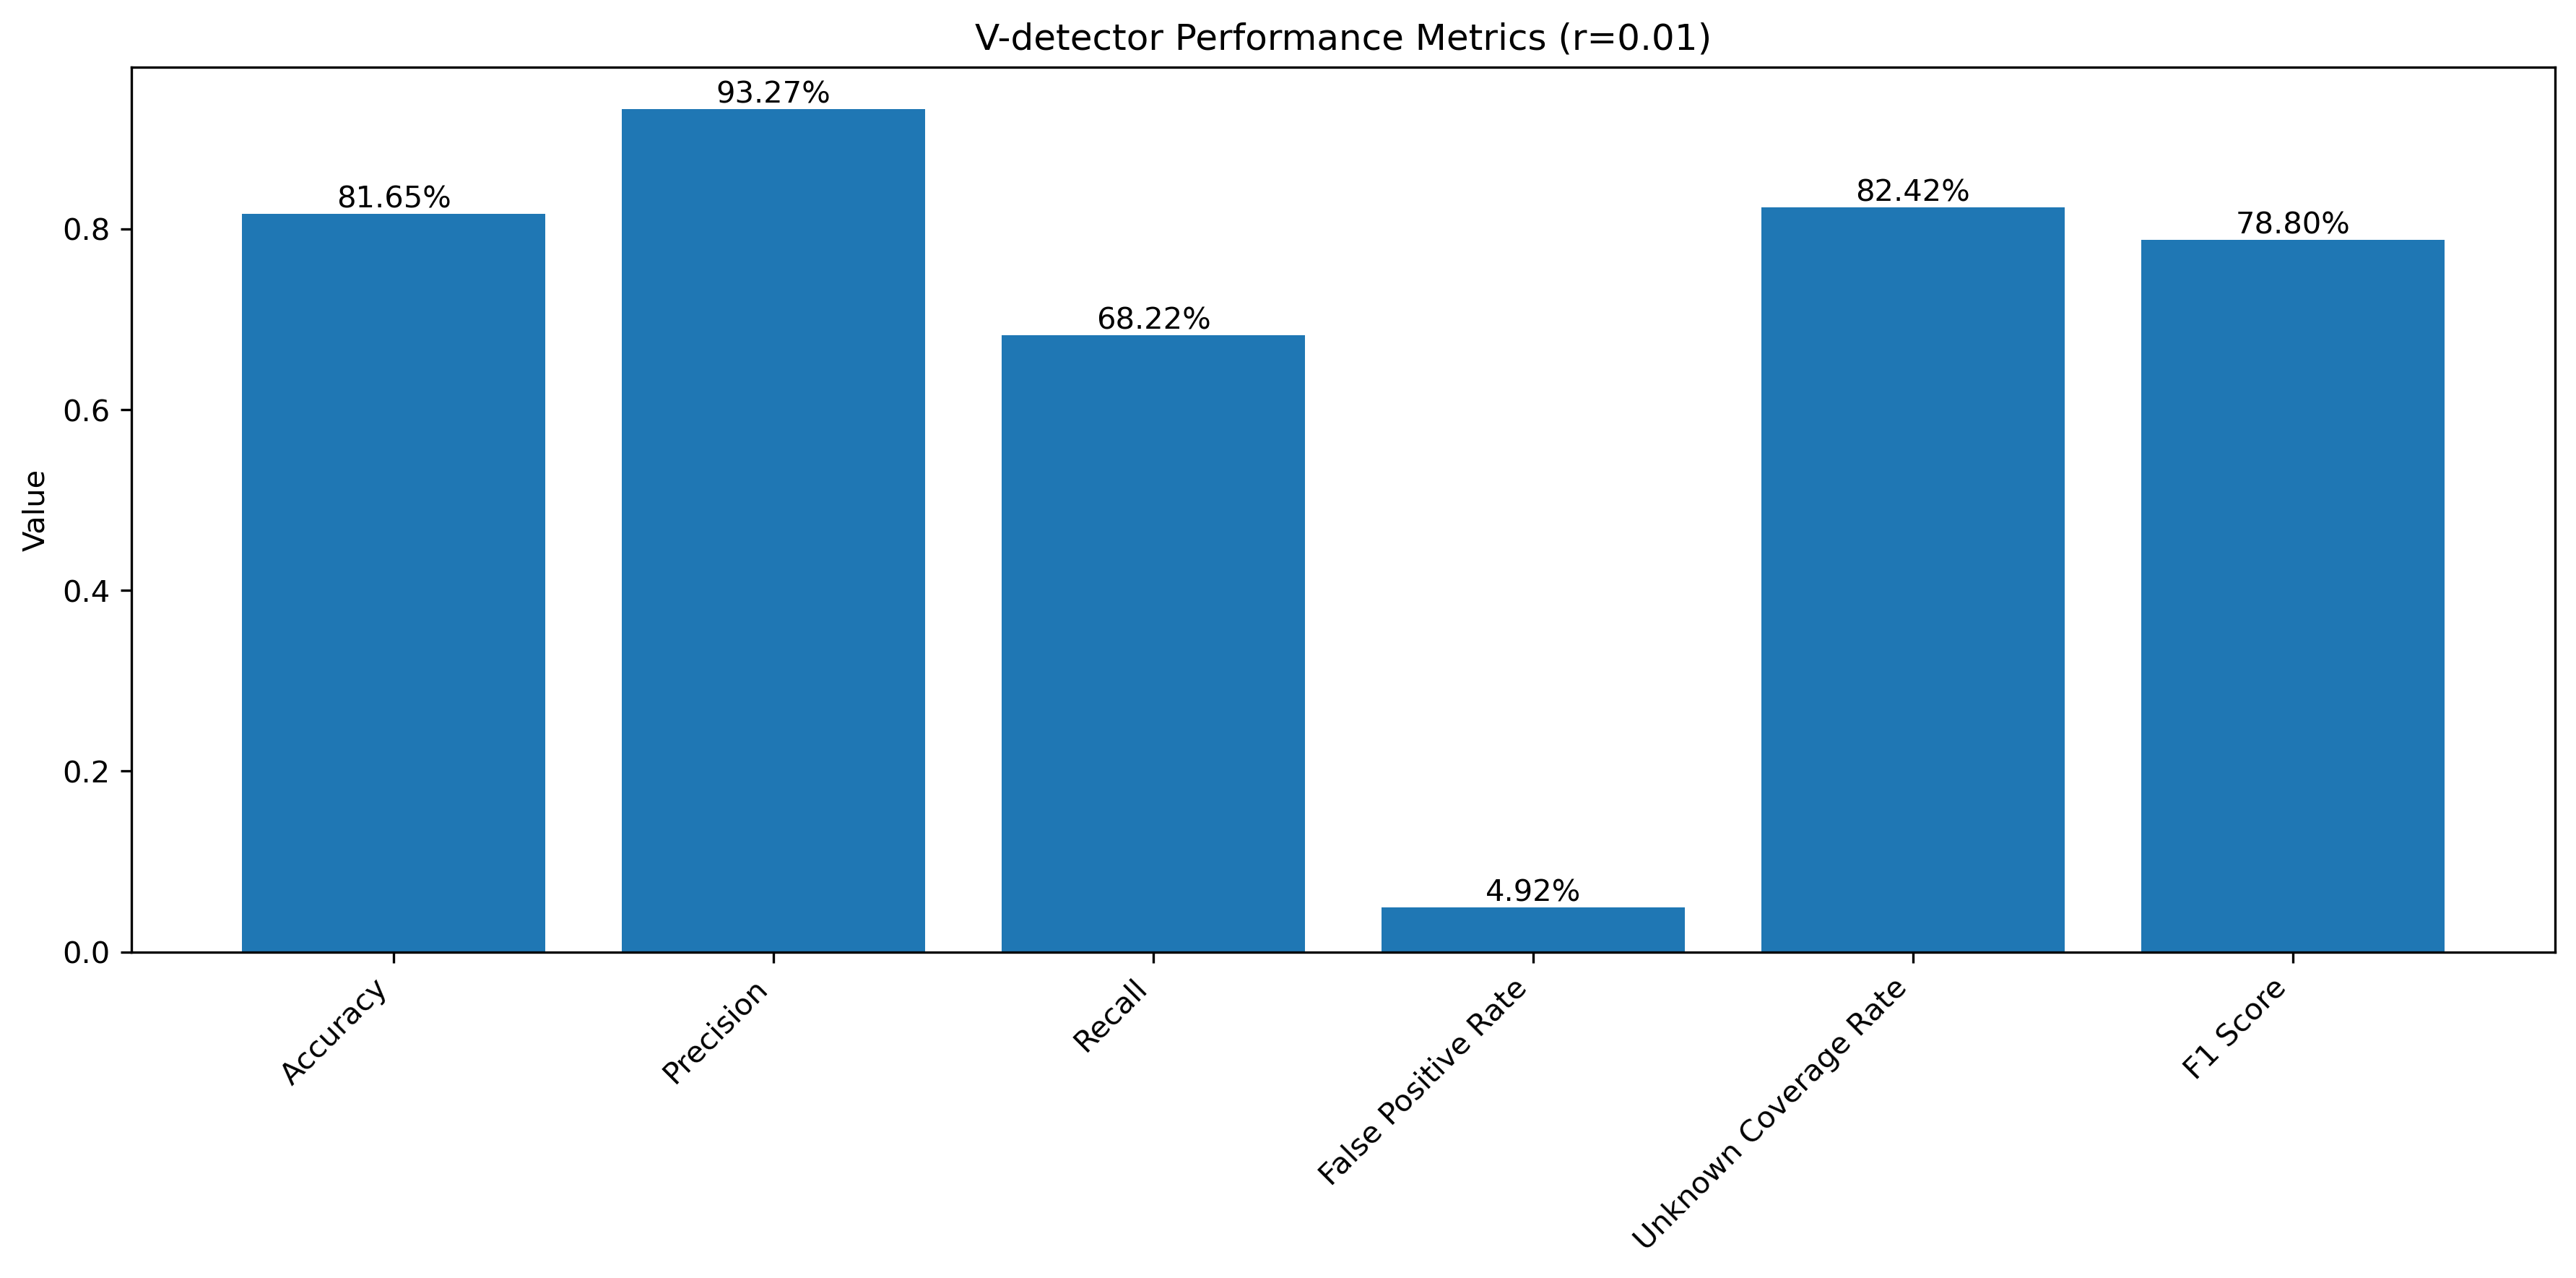 V-detector Performance Metrics (r=0.01)
Value
0.8
0.6
0.4
0.2
0.0
81.65%
93.27%
68.22%
4.92%
82.42%
78.80%
Accuracy
Precision
Recall
False Positive Rate
Unknown Coverage Rate
F1 Score